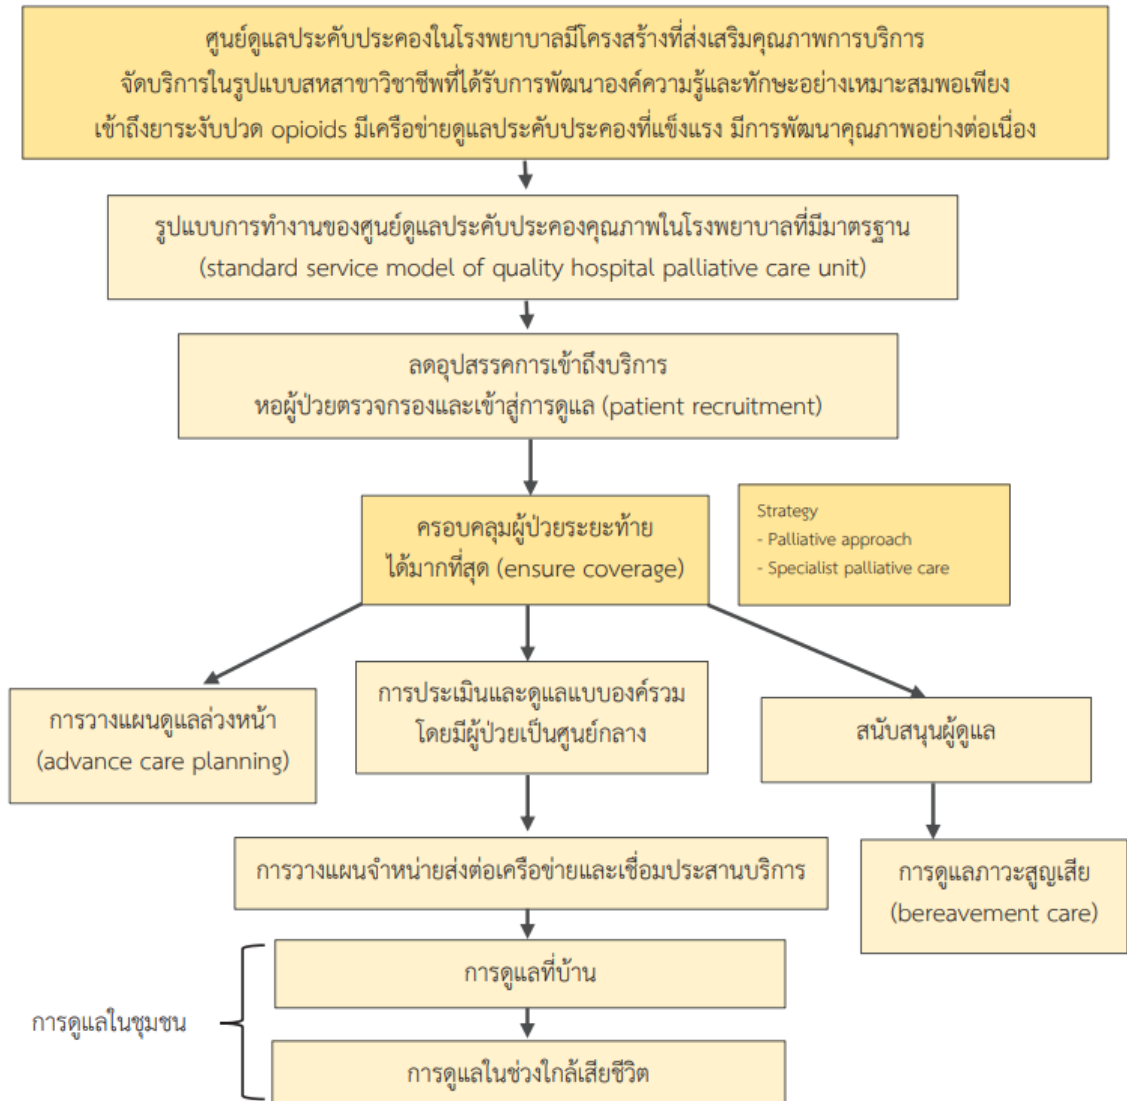 ศูนย์ดูแลประคับประคองในโรงพยาบาลมีโครงสร้างที่ส่งเสริมคุณภาพการบริการ
จัดบริการในรูปแบบสหสาขาวิชาชีพที่ได้รับการพัฒนาองค์ความรู้และทักษะอย่างเหมาะสมพอเพียง
เข้าถึงยาระงับปวด opioids มีเครือข่ายดูแลประคับประคองที่แข็งแรง มีการพัฒนาคุณภาพอย่างต่อเนื่อง
รูปแบบการทำงานของศูนย์ดูแลประคับประคองคุณภาพในโรงพยาบาลที่มีมาตรฐาน
(standard service model of quality hospital palliative care unit)
ลดอุปสรรคการเข้าถึงบริการ
หอผู้ป่วยตรวจกรองและเข้าสู่การดูแล (patient recruitment)
ครอบคลุมผู้ป่วยระยะท้าย
ได้มากที่สุด (ensure coverage)
Strategy
- Palliative approach
- Specialist palliative care
การวางแผนดูแลล่วงหน้า
(advance care planning)
การประเมินและดูแลแบบองค์รวม
โดยมีผู้ป่วยเป็นศูนย์กลาง
สนับสนุนผู้ดูแล
การวางแผนจำหน่ายส่งต่อเครือข่ายและเชื่อมประสานบริการ
การดูแลภาวะสูญเสีย
(bereavement care)
การดูแลที่บ้าน
การดูแลในชุมชน
การดูแลในช่วงใกล้เสียชีวิต